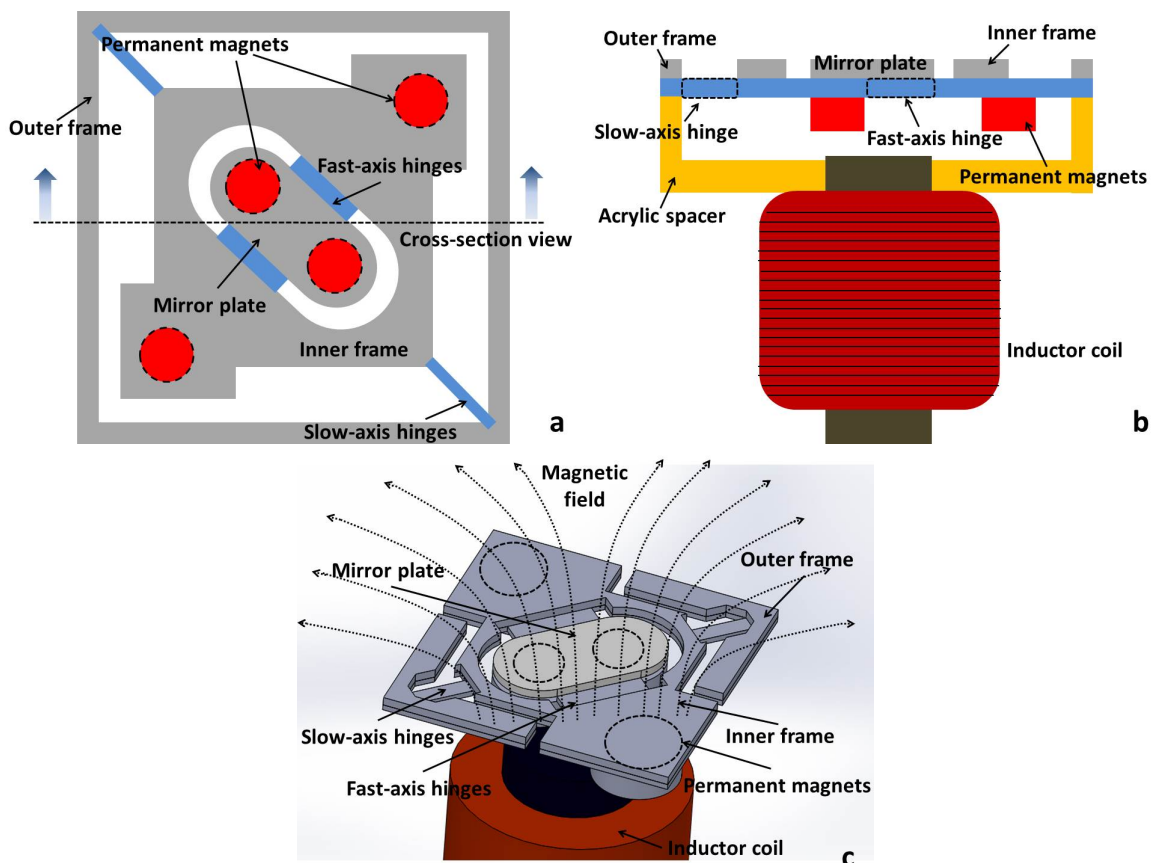 Permanent magnets
Outer frame
Fast-axis hinges
Cross-section view
Mirror plate
Inner frame
Slow-axis hinges
a
Outer frame
Inner frame
Mirror plate
Slow-axis hinge
Fast-axis hinge
Permanent magnets
Acrylic spacer
Inductor coil
b
Magnetic
field
Outer frame
Mirror plate
Inner frame
Slow-axis hinges
Fast-axis hinges
Permanent magnets
Inductor coil
c